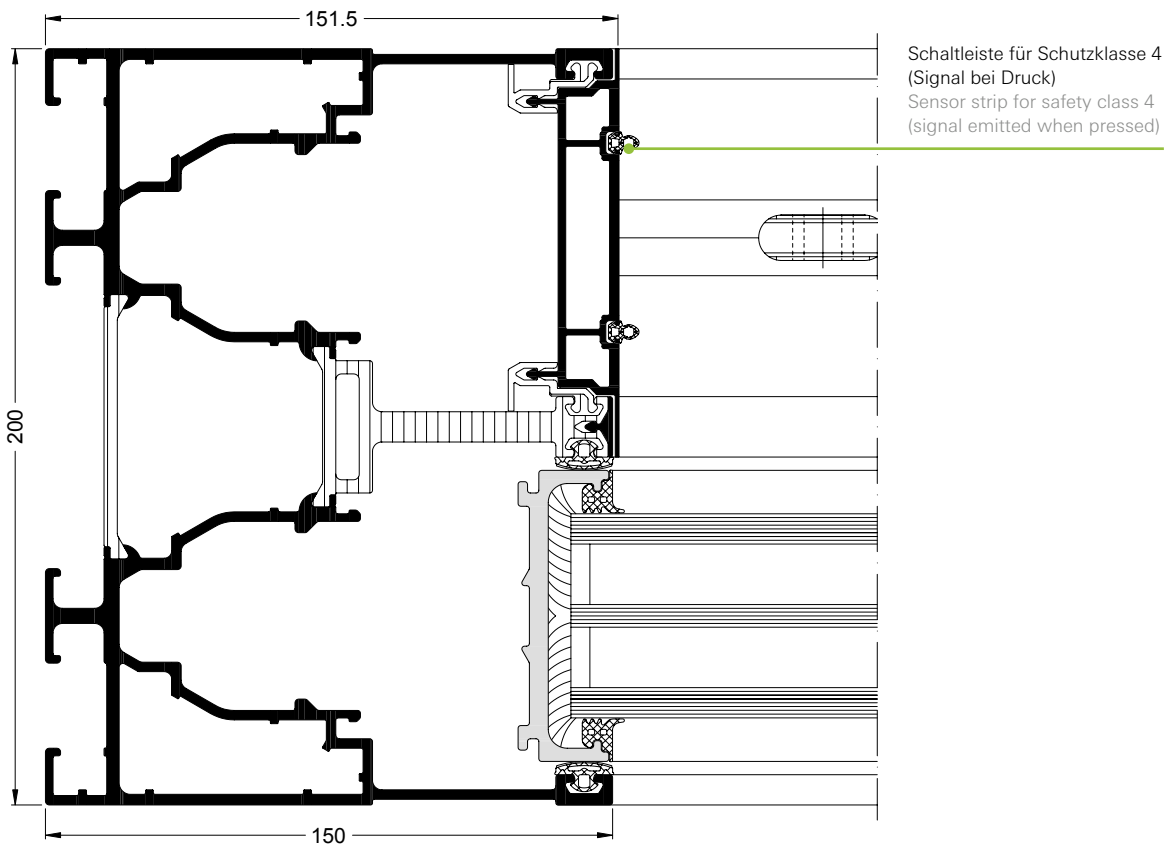 151.5
Schaltleiste für Schutzklasse 4
(Signal bei Druck)
Sensor strip for safety class 4
(signal emitted when pressed)
200
150